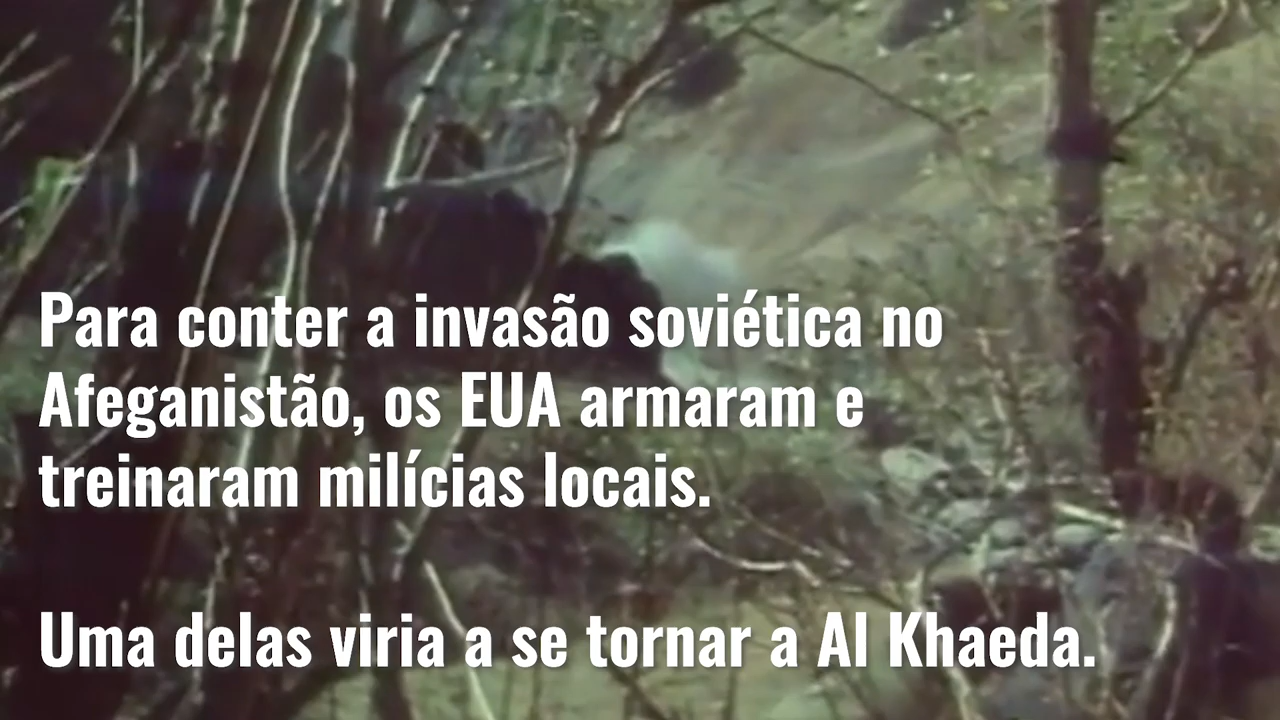 Para conter a invasão soviética no
Afeganistão, os EUA armaram e
treinaram milícias locais.
Uma delas viria a se tornar a Al Khaeda.